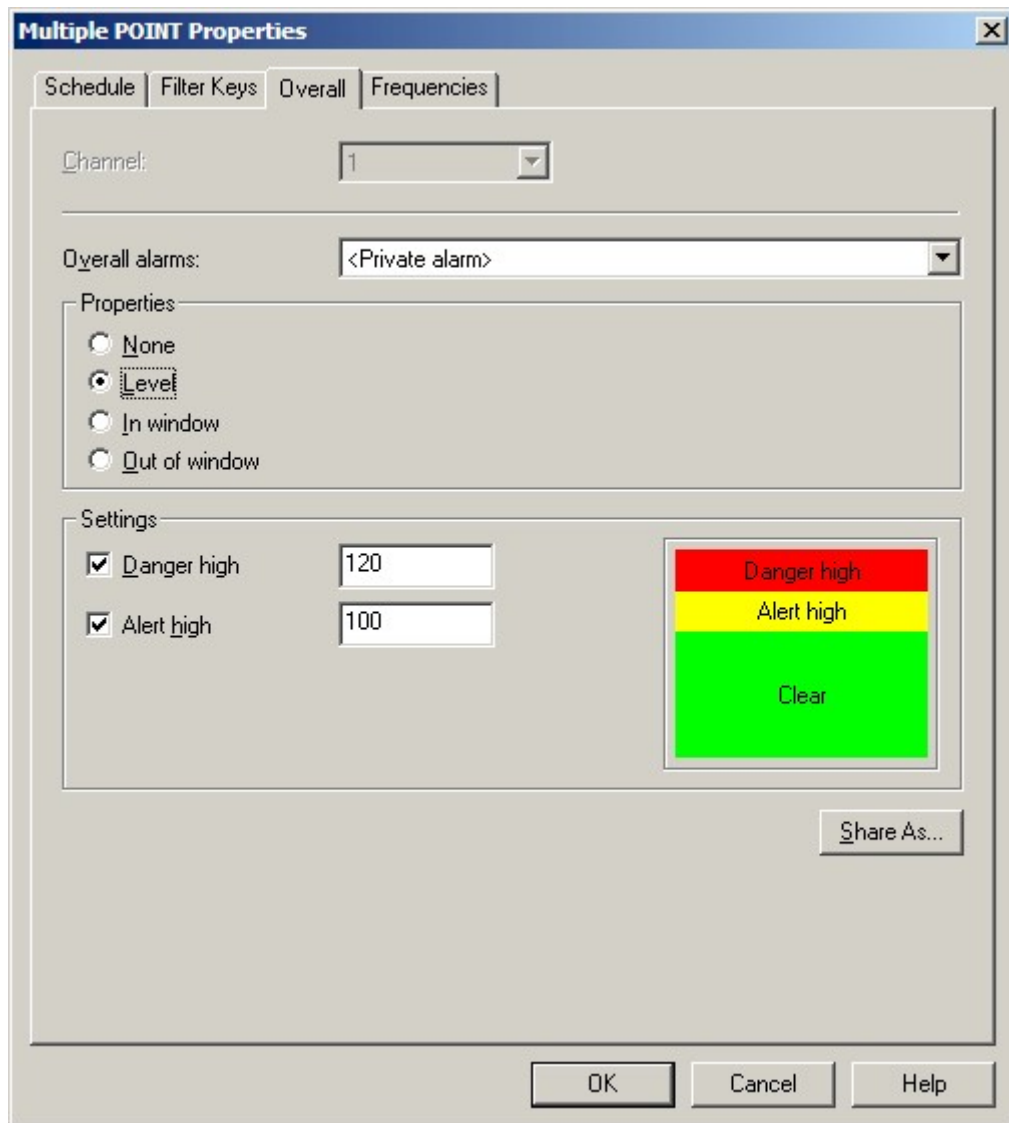 Multiple POINT Properties
Schedule Filter Keys Overall Frequencies
Channel: 1
Overall alarms: <Private alarm>
Properties
None
Level
In window
Out of window
Settings
Danger high 120
Alert high 100
Danger high
Alert high
Clear
Share As...
OK Cancel Help